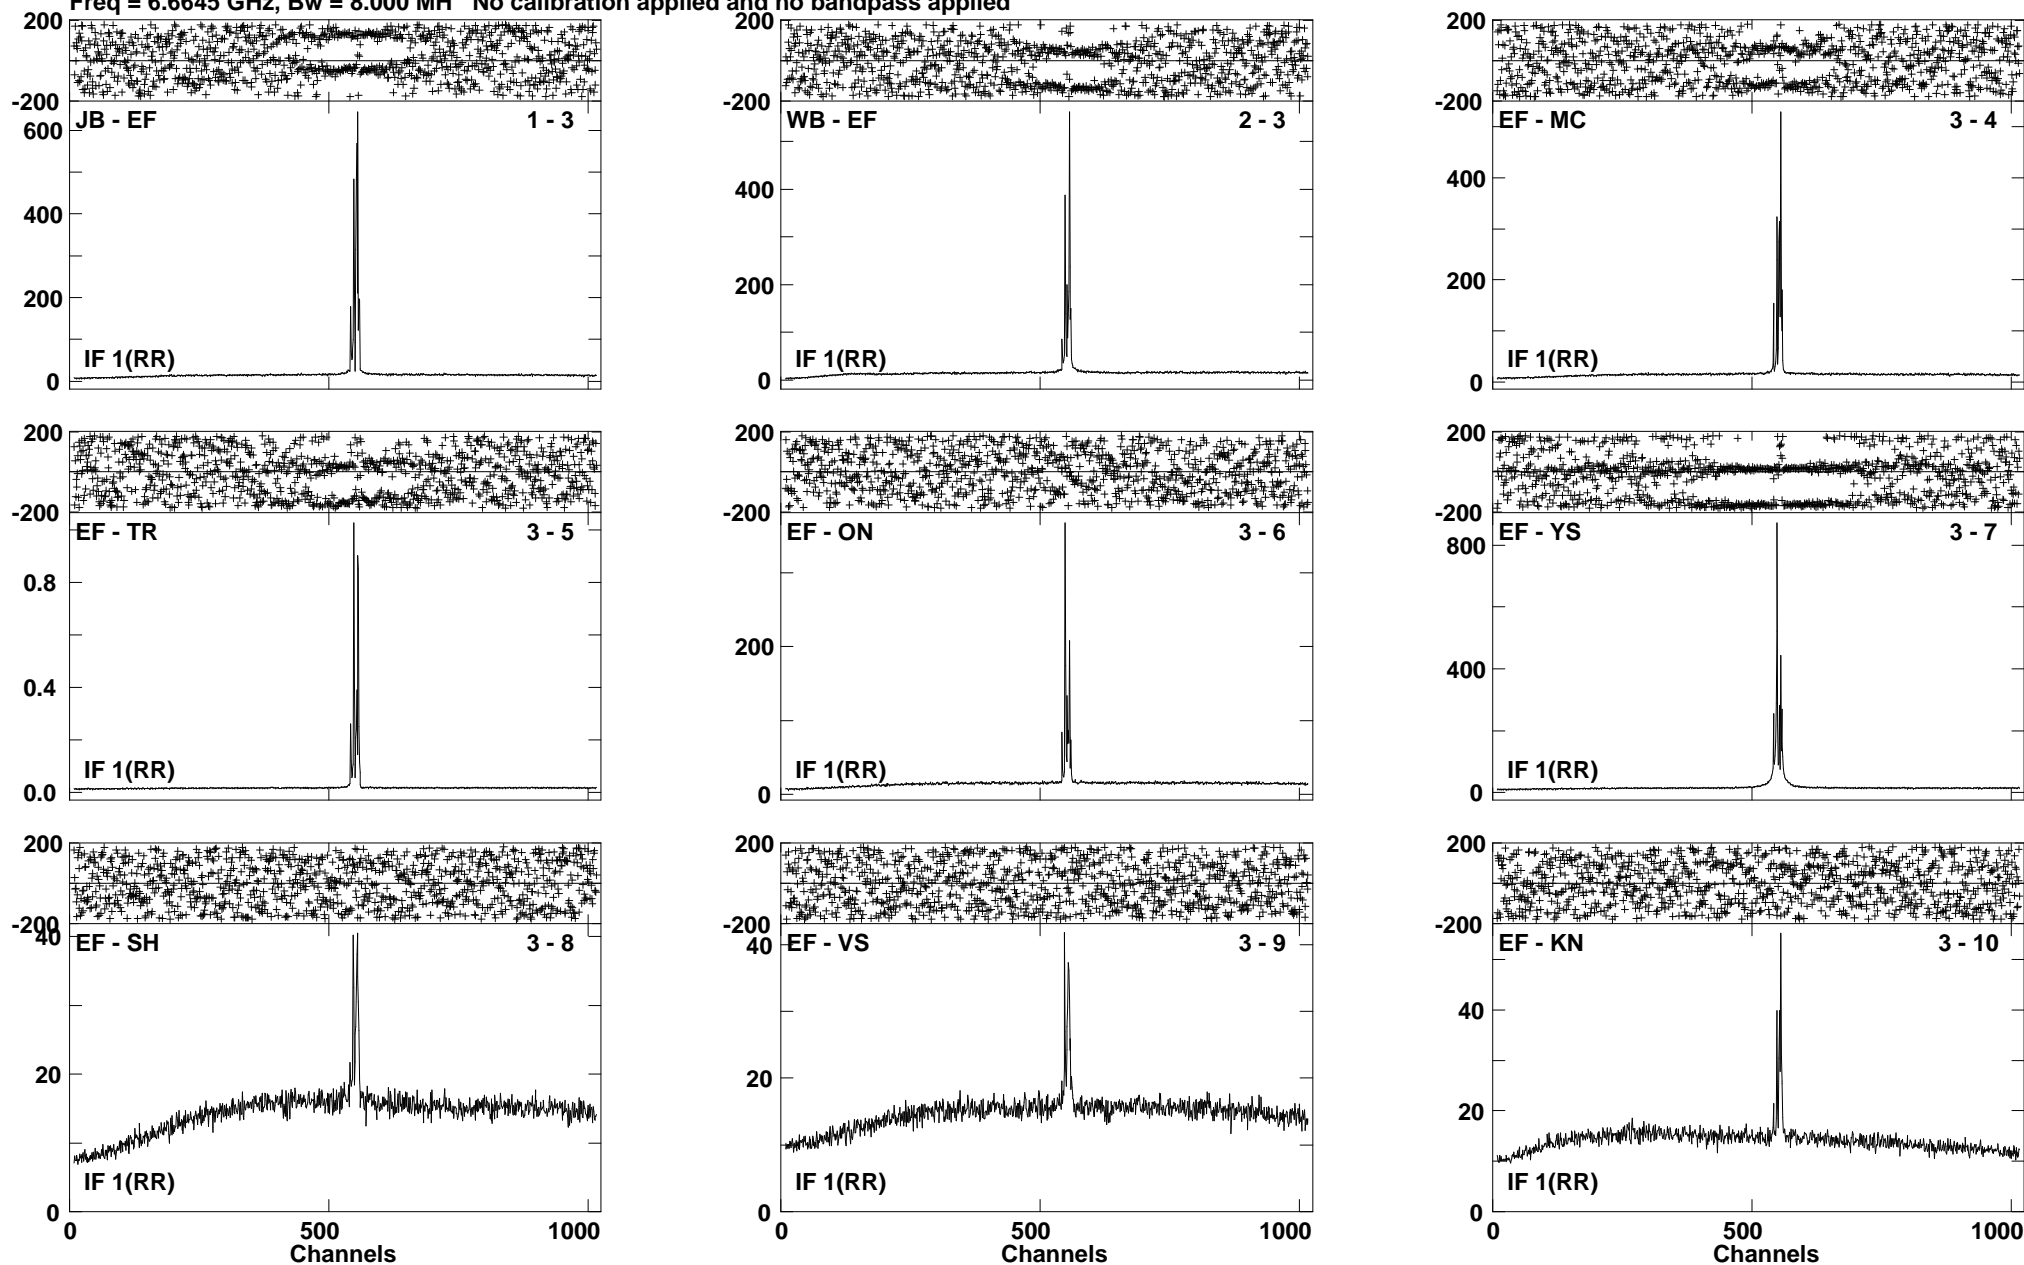 Freq = 6.6645 GHz, Bw = 8.000 MH No calibration applied and no bandpass applied
200
-200
JB - EF 1 - 3
600
400
200
0
IF 1(RR)
200
-200
WB - EF 2 - 3
400
200
0
IF 1(RR)
200
-200
EF - MC 3 - 4
400
200
0
IF 1(RR)
200
-200
EF - TR 3 - 5
0.8
0.4
0.0
IF 1(RR)
200
-200
EF - ON 3 - 6
200
0
IF 1(RR)
200
-200
EF - YS 3 - 7
800
400
0
IF 1(RR)
200
-200
40
EF - SH 3 - 8
20
0
IF 1(RR)
0 500 1000
Channels
200
-200
40
EF - VS 3 - 9
20
0
IF 1(RR)
0 500 1000
Channels
200
-200
EF - KN 3 - 10
40
20
0
IF 1(RR)
0 500 1000
Channels